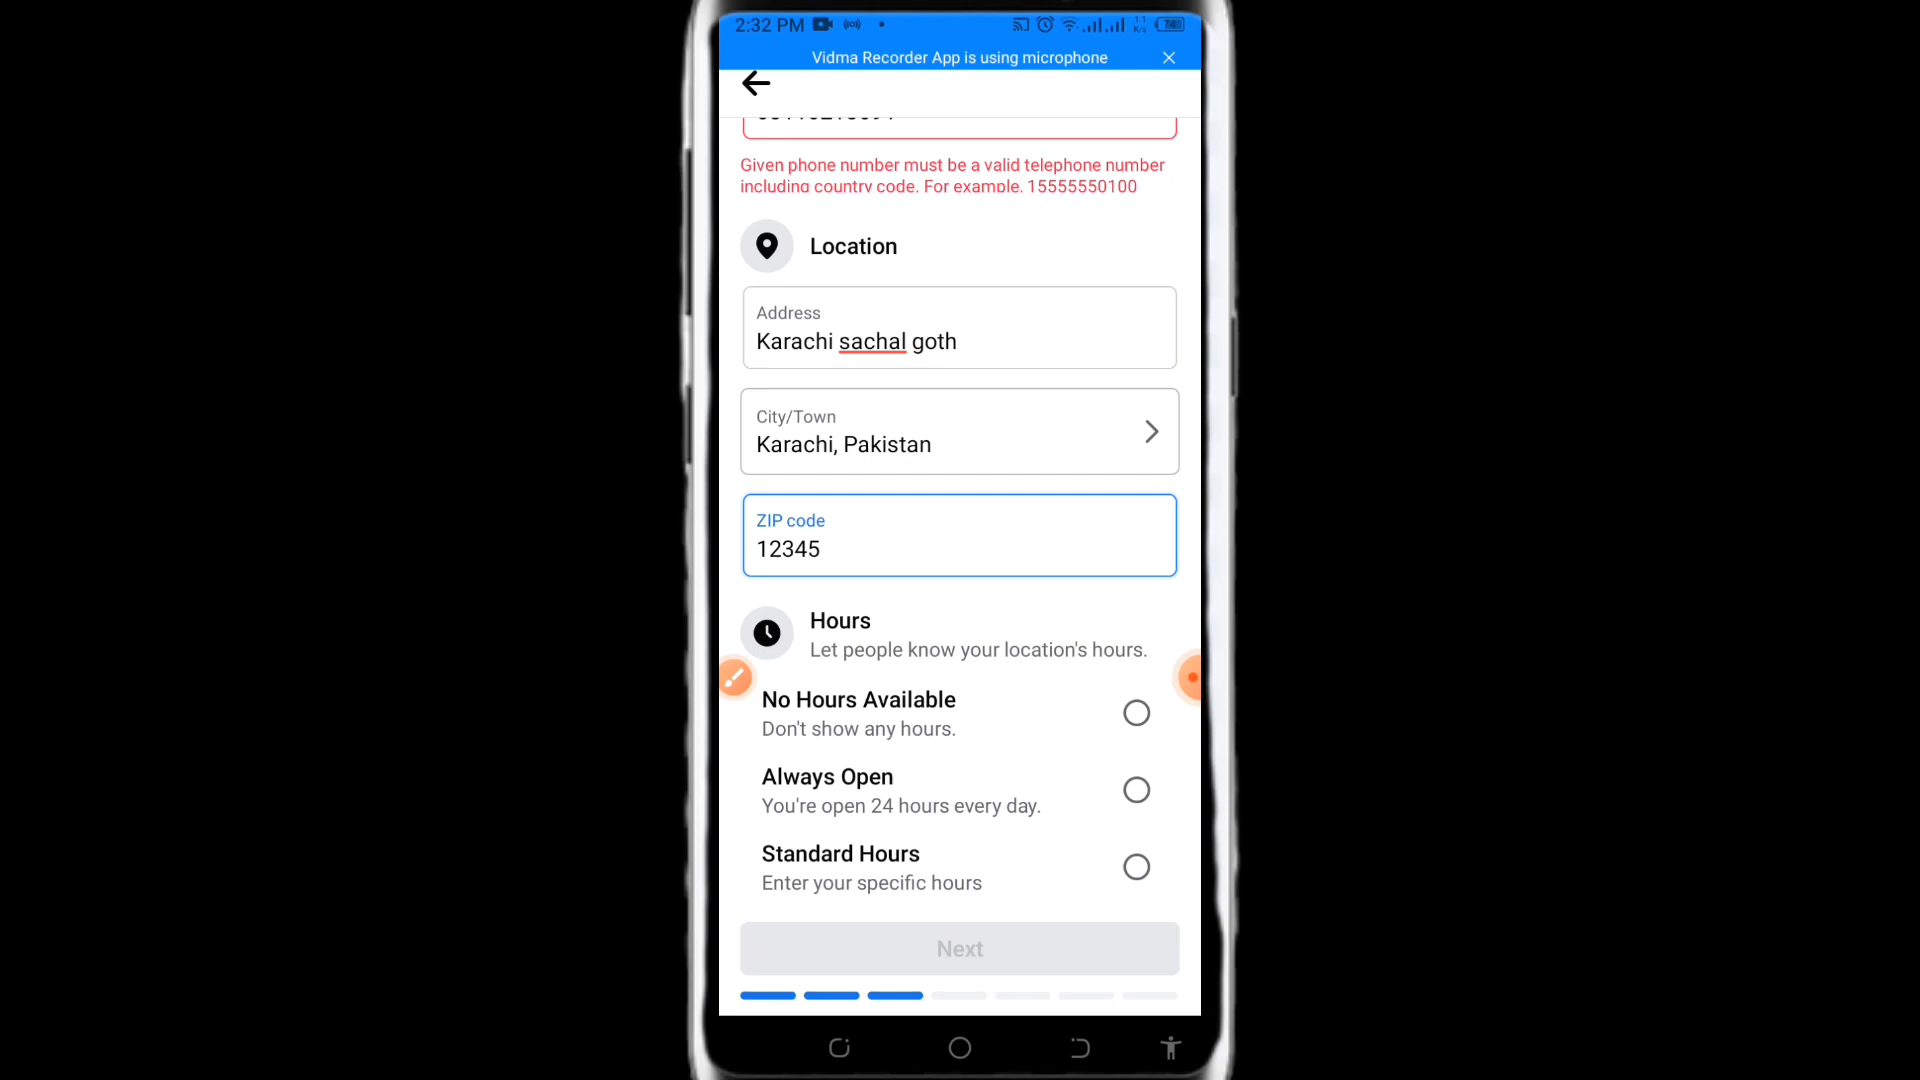 2:32 PM
Vidma Recorder App is using microphone
Given phone number must be a valid telephone number
including country code. For example, 15555550100
Location
Address
Karachi sachal goth
City/Town
Karachi, Pakistan
ZIP code
12345
Hours
Let people know your location's hours.
No Hours Available
Don't show any hours.
Always Open
You're open 24 hours every day.
Standard Hours
Enter your specific hours
Next